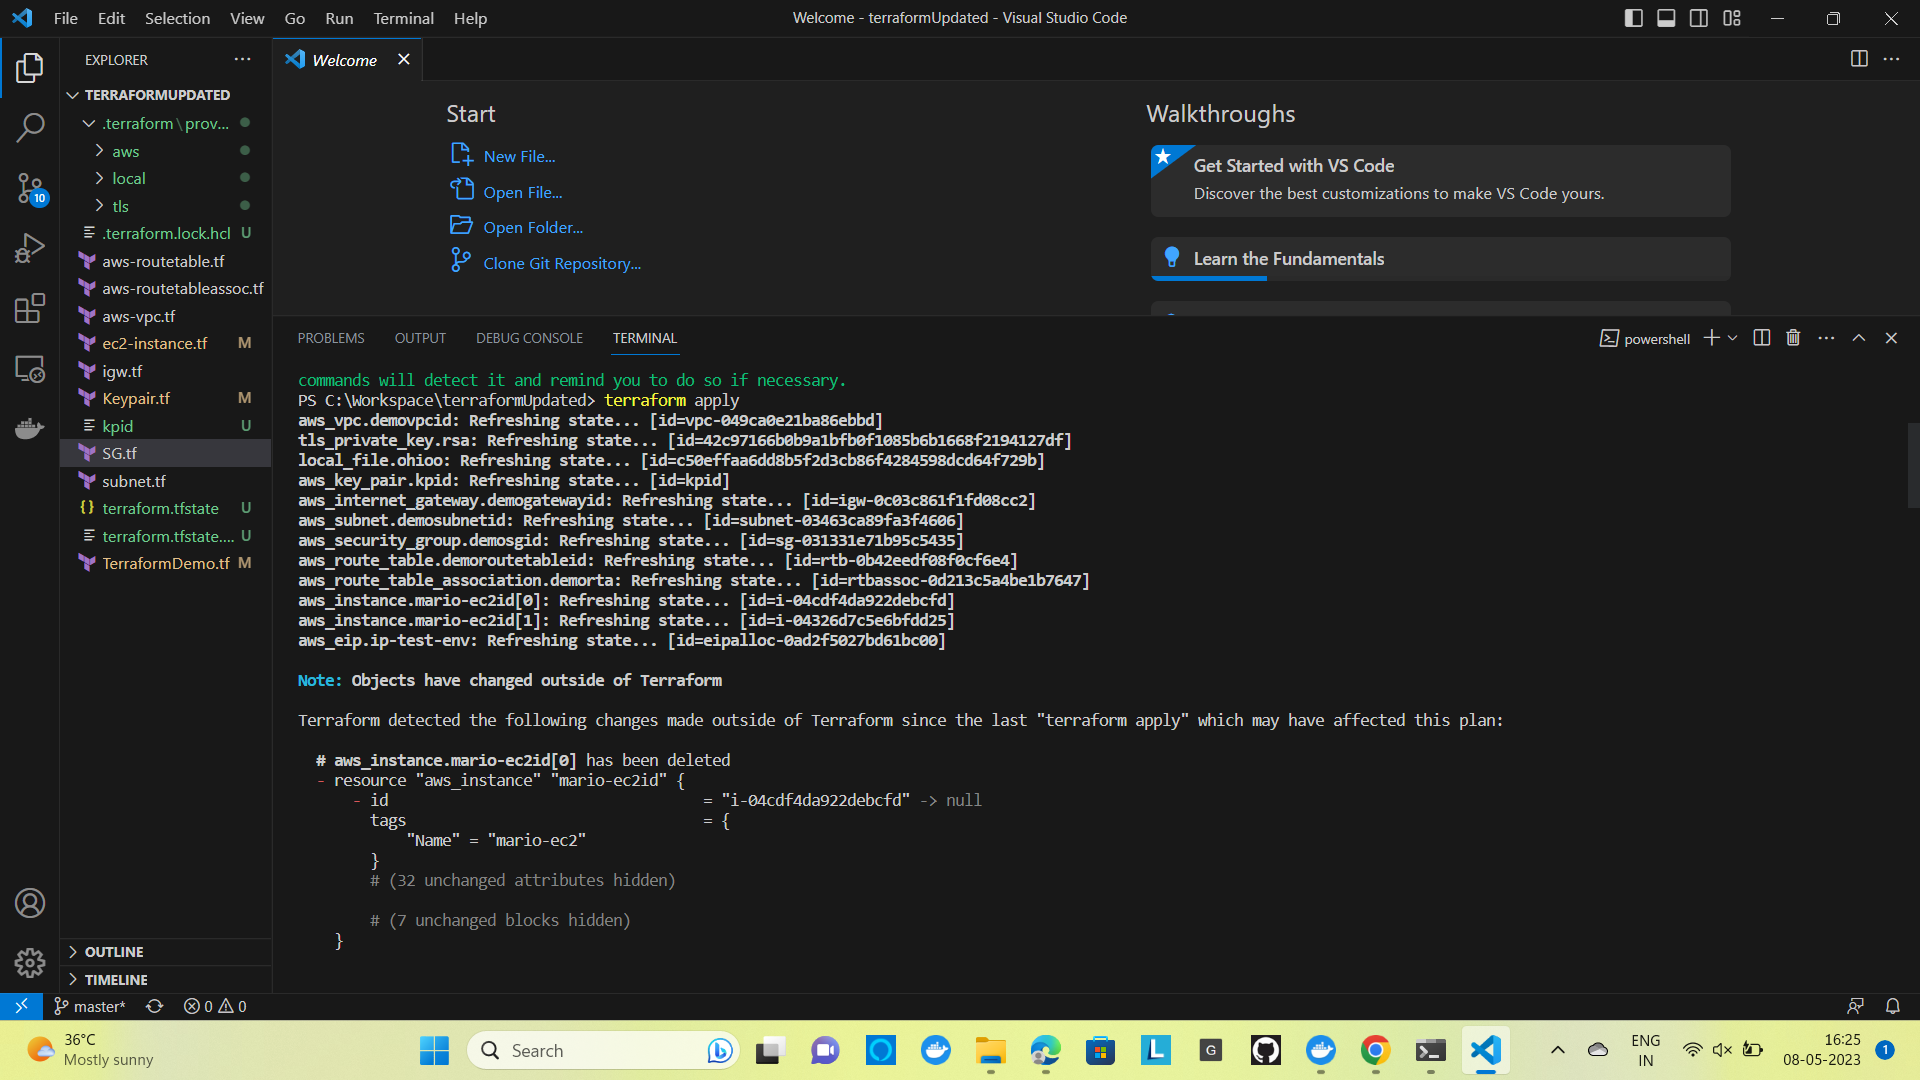 File Edit Selection View Go Run Terminal Help
Welcome - terraformUpdated - Visual Studio Code
EXPLORER
Welcome
TERRAFORMUPDATED
.terraform\prov...
aws
local
tls
.terraform.lock.hcl U
aws-routetable.tf
aws-routetableassoc.tf
aws-vpc.tf
ec2-instance.tf M
igw.tf
Keypair.tf M
kpid U
SG.tf
subnet.tf
terraform.tfstate U
terraform.tfstate.... U
TerraformDemo.tf M
OUTLINE
TIMELINE
10
Start
New File...
Open File...
Open Folder...
Clone Git Repository...
Walkthroughs
Get Started with VS Code
Discover the best customizations to make VS Code yours.
Learn the Fundamentals
PROBLEMS OUTPUT DEBUG CONSOLE TERMINAL
powershell
commands will detect it and remind you to do so if necessary.
PS C:\Workspace\terraformUpdated> terraform apply
aws_vpc.demovpcid: Refreshing state... [id=vpc-049ca0e21ba86ebbd]
tls_private_key.rsa: Refreshing state... [id=42c97166b0b9a1bfb0f1085b6b1668f2194127df]
local_file.ohioo: Refreshing state... [id=c50effaa6dd8b5f2d3cb86f4284598dcd64f729b]
aws_key_pair.kpid: Refreshing state... [id=kpid]
aws_internet_gateway.demogatewayid: Refreshing state... [id=igw-0c03c861f1fd08cc2]
aws_subnet.demosubnetid: Refreshing state... [id=subnet-03463ca89fa3f4606]
aws_security_group.demosgid: Refreshing state... [id=sg-031331e71b95c5435]
aws_route_table.demoroutetableid: Refreshing state... [id=rtb-0b42eedf08f0cf6e4]
aws_route_table_association.demorta: Refreshing state... [id=rtbassoc-0d213c5a4be1b7647]
aws_instance.mario-ec2id[0]: Refreshing state... [id=i-04cdf4da922debcfd]
aws_instance.mario-ec2id[1]: Refreshing state... [id=i-04326d7c5e6bfdd25]
aws_eip.ip-test-env: Refreshing state... [id=eipalloc-0ad2f5027bd61bc00]
Note: Objects have changed outside of Terraform
Terraform detected the following changes made outside of Terraform since the last "terraform apply" which may have affected this plan:
# aws_instance.mario-ec2id[0] has been deleted
- resource "aws_instance" "mario-ec2id" {
- id = "i-04cdf4da922debcfd" -> null
tags = {
"Name" = "mario-ec2"
}
# (32 unchanged attributes hidden)
# (7 unchanged blocks hidden)
}
master* 0 0
36°C
Mostly sunny
Search
L
G
ENG
IN
16:25
08-05-2023
1